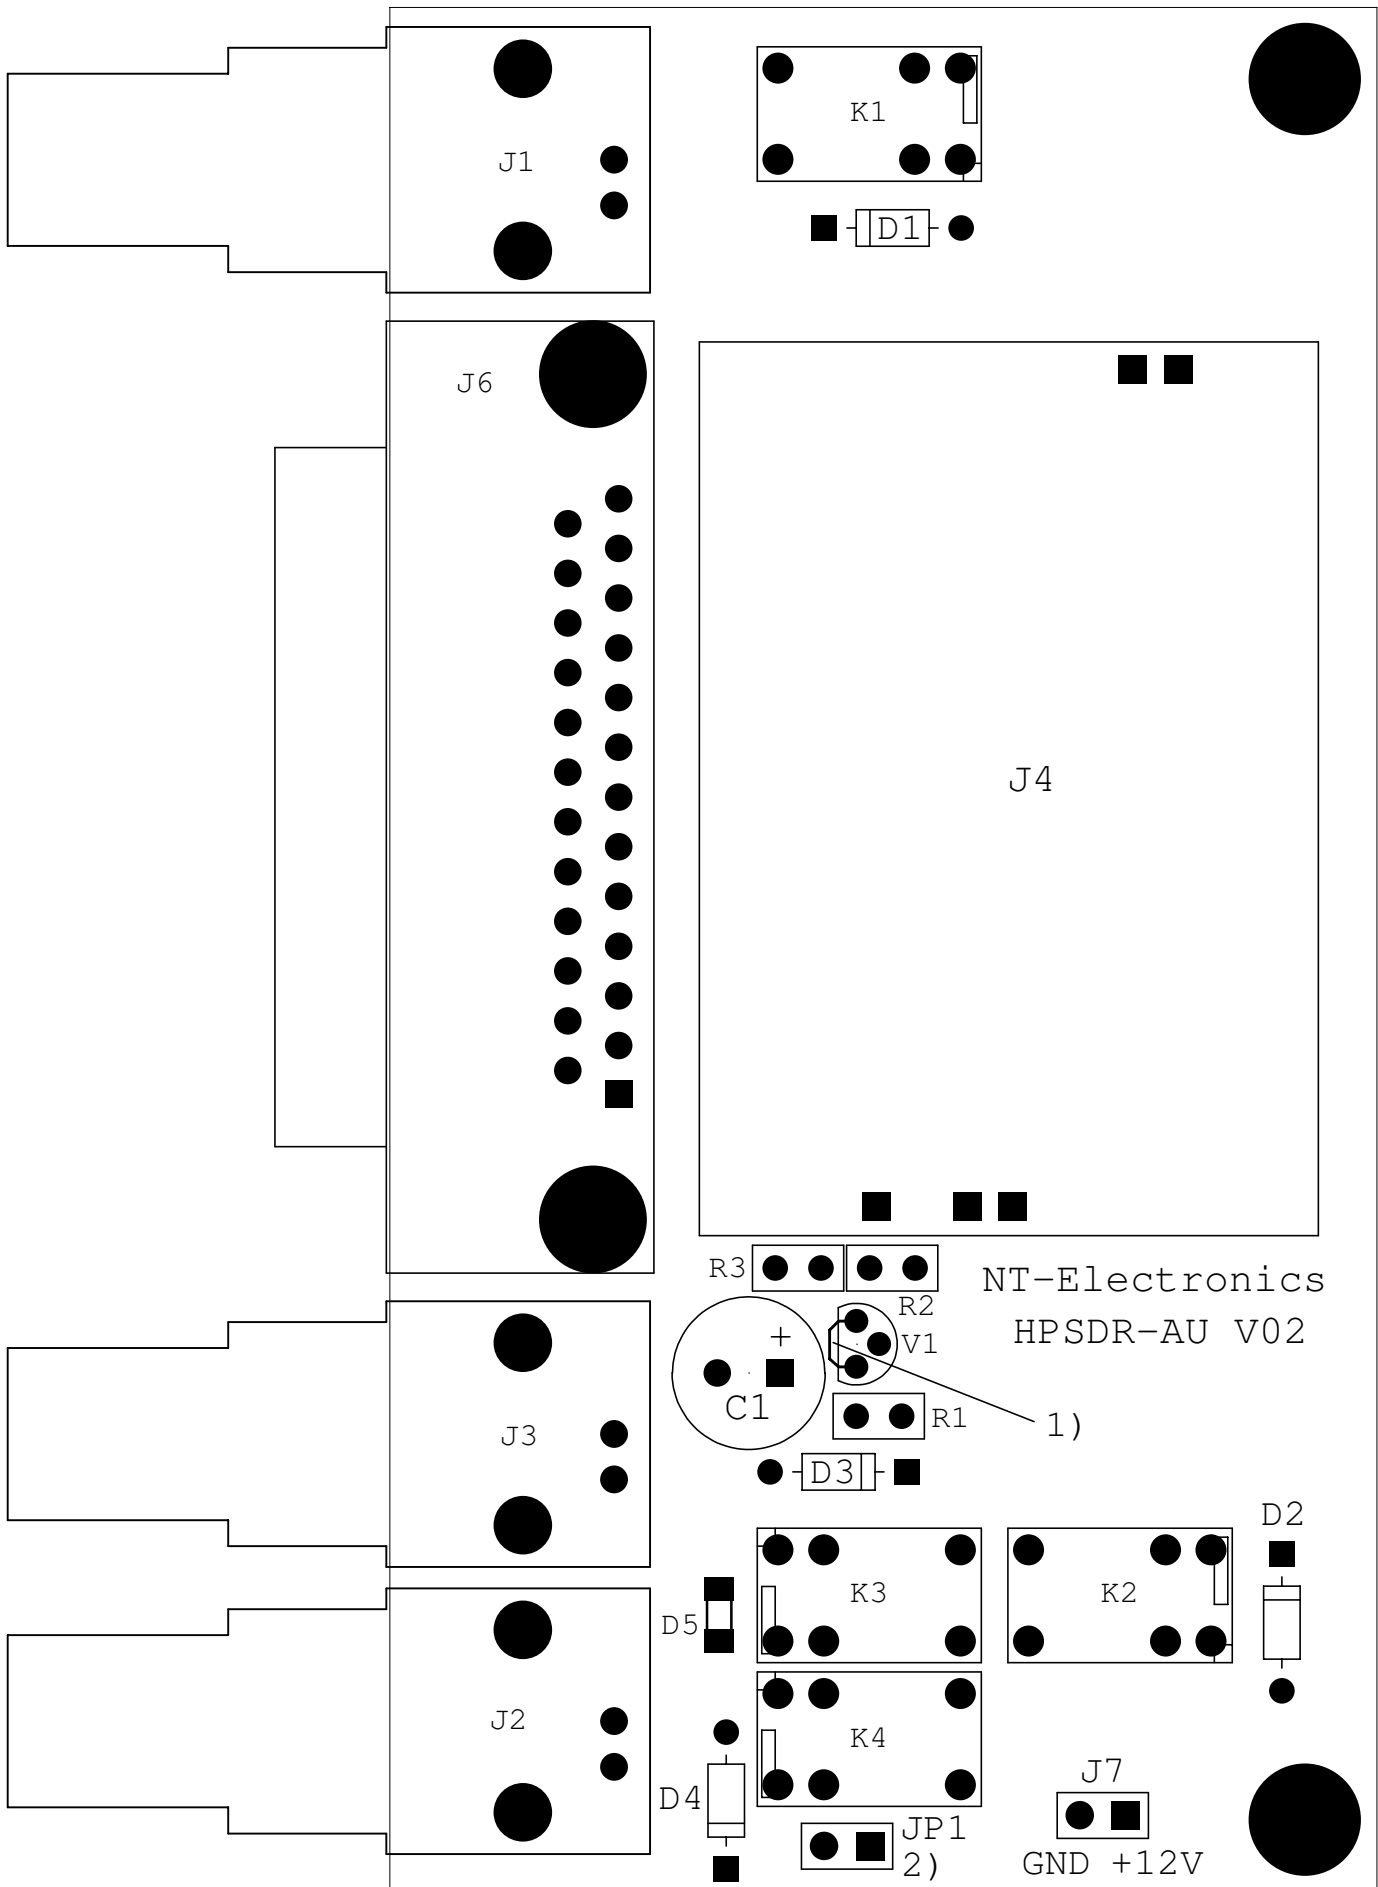 K1
J1
D1
J6
J4
R3
NT-Electronics
R2
HPSDR-AU V02
+
V1
C1
R1
1)
J3
D3
D2
K3
K2
D5
J2
K4
J7
D4
JP1
2)
GND +12V